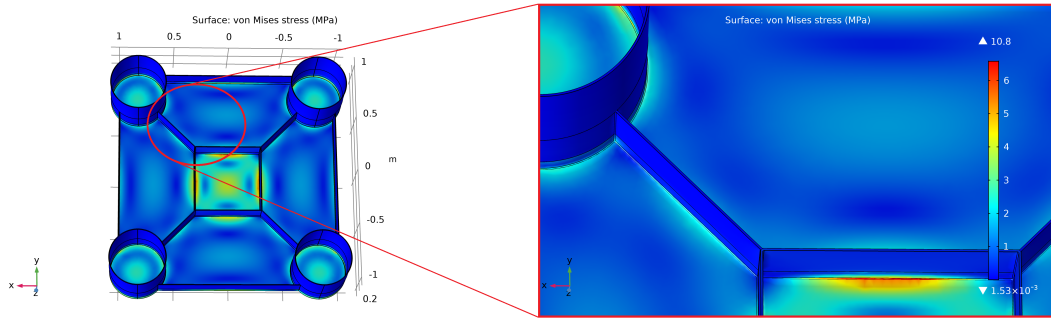 Surface: von Mises stress (MPa)
1 0.5 0 -0.5 -1
1
0.5
0
m
-0.5
-1
0.2
y
x
z
Surface: von Mises stress (MPa)
▲ 10.8
6
5
4
3
2
1
▼ 1.53×10⁻³
y
x
z